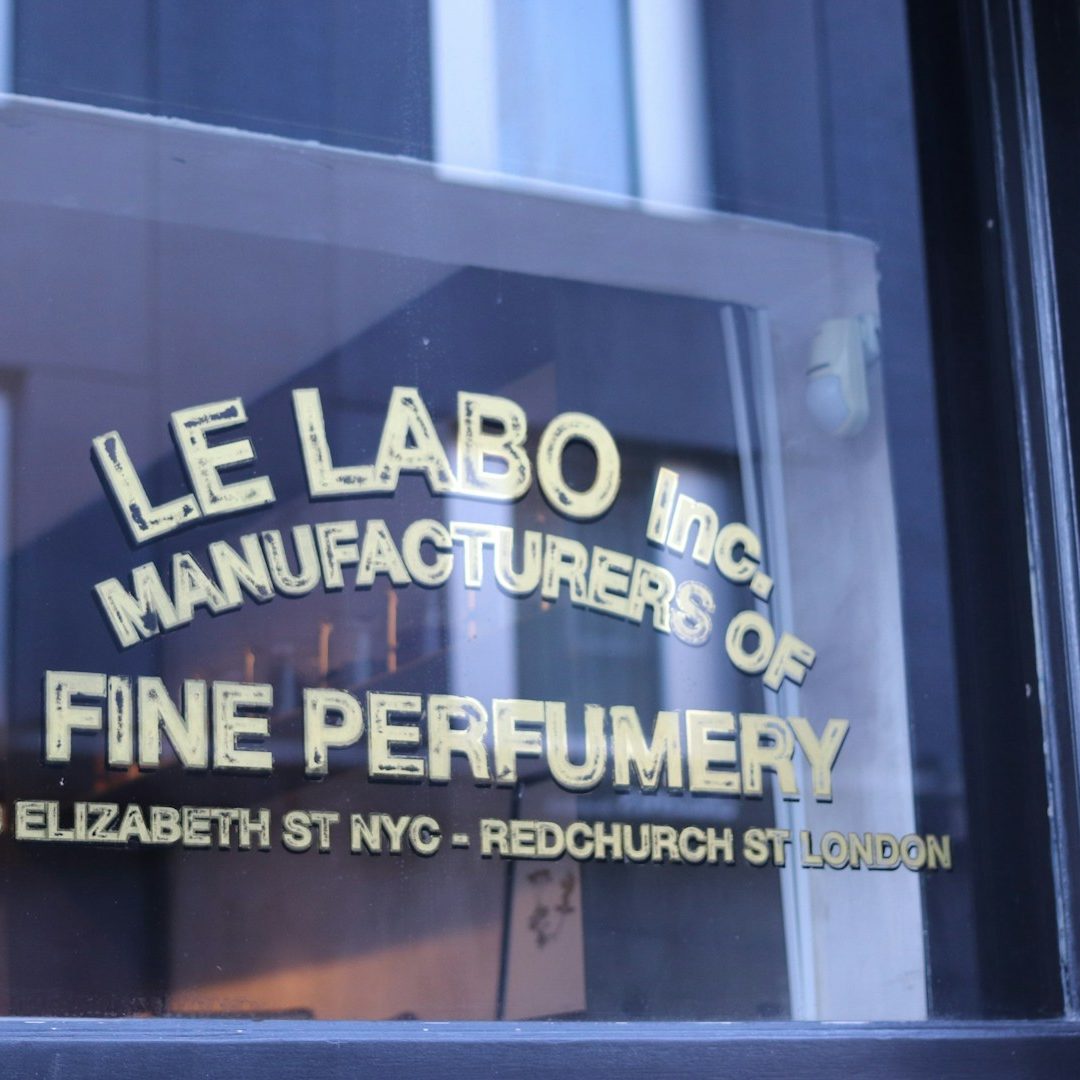 LE LABO Inc.
MANUFACTURERS OF
FINE PERFUMERY
ELIZABETH ST NYC - REDCHURCH ST LONDON